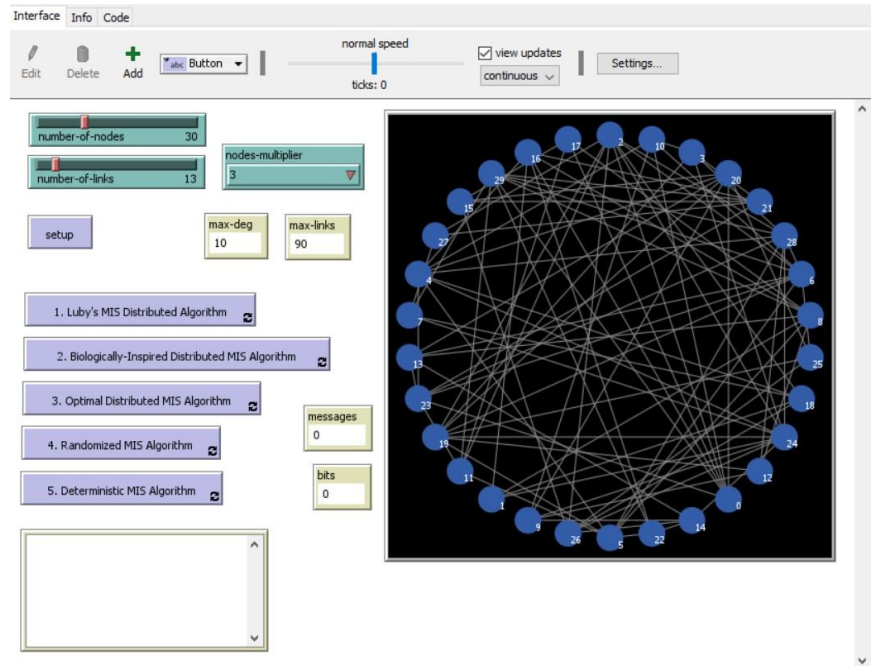 Interface Info Code
normal speed
view updates
Edit Delete Add abc Button continuous Settings...
ticks: 0
number-of-nodes 30
nodes-multiplier
number-of-links 13
3
setup
max-deg
10
max-links
90
1. Luby's MIS Distributed Algorithm
2. Biologically-Inspired Distributed MIS Algorithm
3. Optimal Distributed MIS Algorithm
messages
0
4. Randomized MIS Algorithm
bits
0
5. Deterministic MIS Algorithm
2
10
3
20
21
28
6
8
25
18
24
12
0
14
22
5
26
9
1
11
19
23
13
7
4
27
15
29
16
17